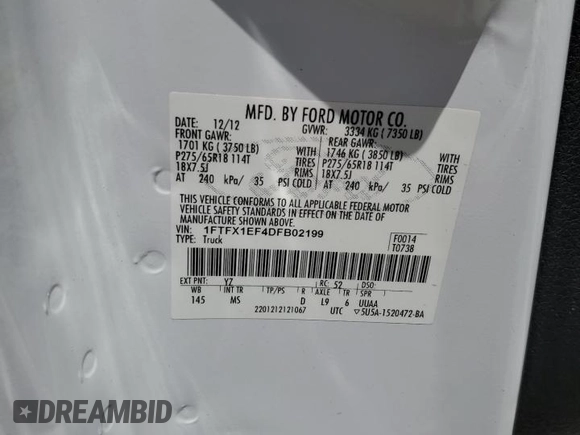 MFD. BY FORD MOTOR CO.
DATE: 12/12 GVWR: 3334 KG ( 7350 LB)
FRONT GAWR: REAR GAWR:
1701 KG ( 3750 LB) WITH 1746 KG ( 3850 LB) WITH
P275/65R18 114T TIRES P275/65R18 114T TIRES
18X7.5J RIMS 18X7.5J RIMS
AT 240 kPa/ 35 PSI COLD AT 240 kPa/ 35 PSI COLD
THIS VEHICLE CONFORMS TO ALL APPLICABLE FEDERAL MOTOR
VEHICLE SAFETY STANDARDS IN EFFECT ON THE DATE OF
MANUFACTURE SHOWN ABOVE.
VIN: 1FTFX1EF4DFB02199 F0014
TYPE: Truck T0738
EXT PNT: YZ RC: 52 DSO:
WB INT TR TP/PS R AXLE TR SPR
145 MS D L9 6 UUAA
2201212121067 UTC ▽5U5A-1520472-BA
DREAMBID